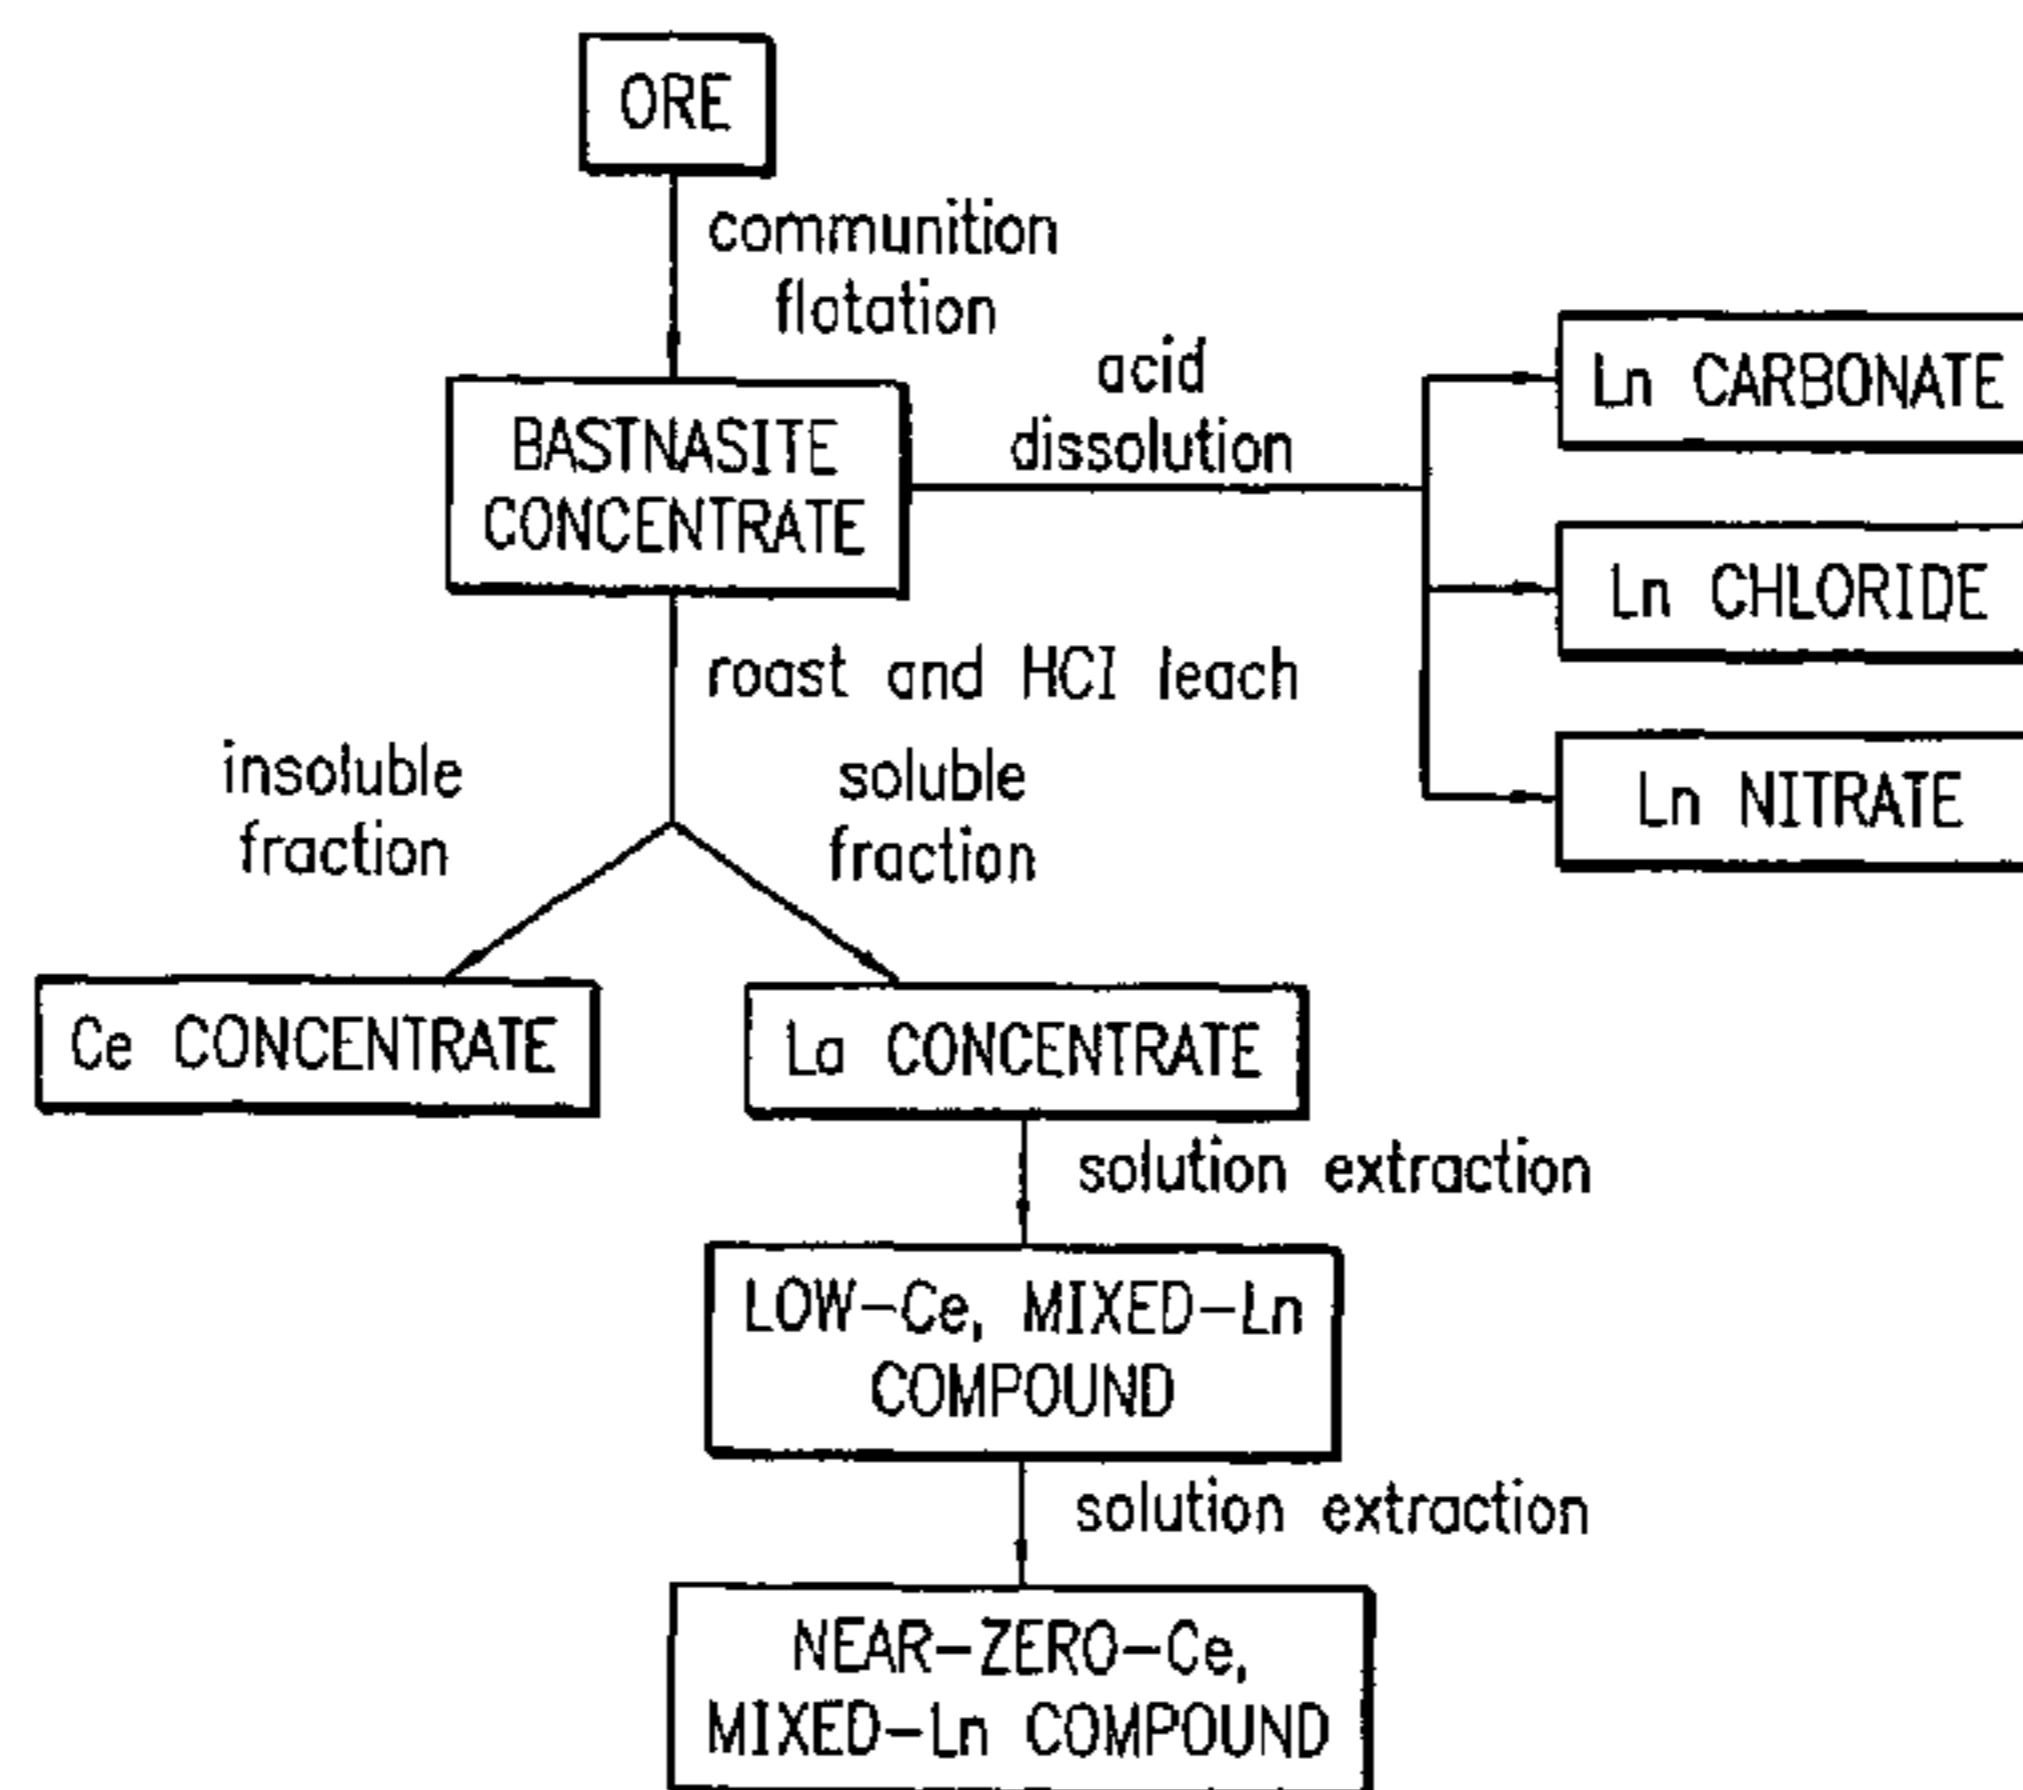 ORE
communition
flotation
BASTNASITE
CONCENTRATE
acid
dissolution
Ln CARBONATE
Ln CHLORIDE
Ln NITRATE
roast and HCl leach
insoluble
fraction
soluble
fraction
Ce CONCENTRATE
La CONCENTRATE
solution extraction
LOW-Ce, MIXED-Ln
COMPOUND
solution extraction
NEAR-ZERO-Ce,
MIXED-Ln COMPOUND